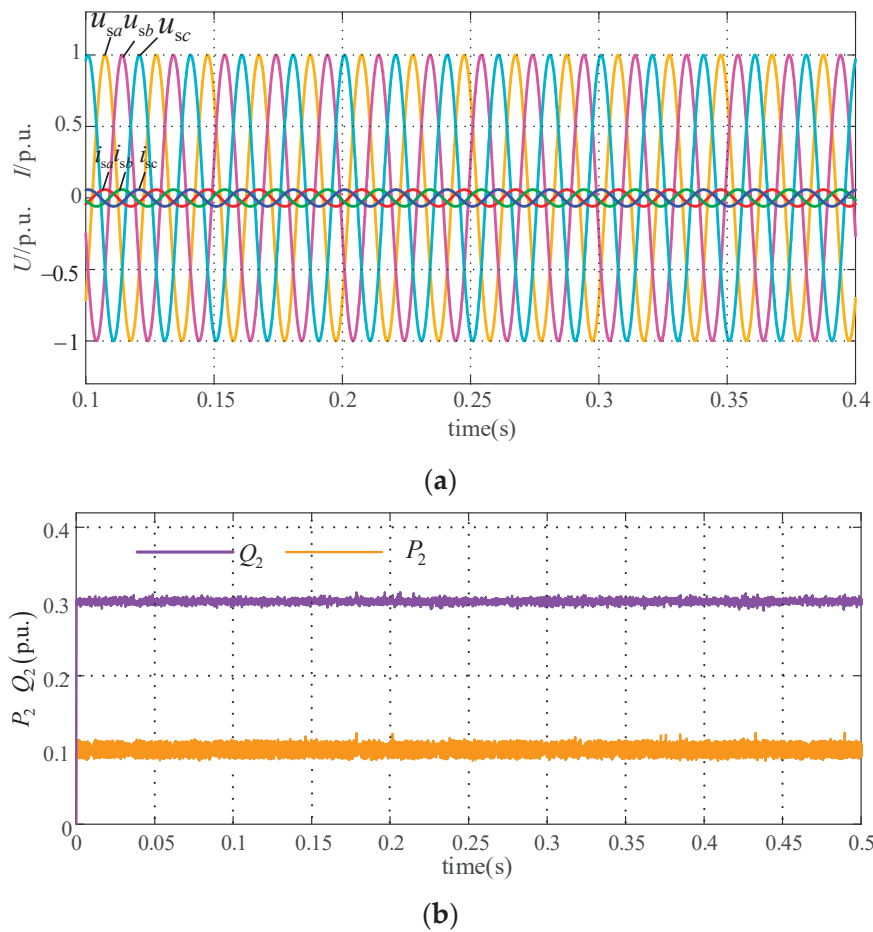 u_sa u_sb u_sc
1
0.5
0
−0.5
−1
U/p.u. I/p.u.
i_sa i_sb i_sc
0.1 0.15 0.2 0.25 0.3 0.35 0.4
time(s)
(a)
0.4
0.3
0.2
0.1
0
P_2 Q_2 (p.u.)
Q_2 P_2
0 0.05 0.1 0.15 0.2 0.25 0.3 0.35 0.4 0.45 0.5
time(s)
(b)